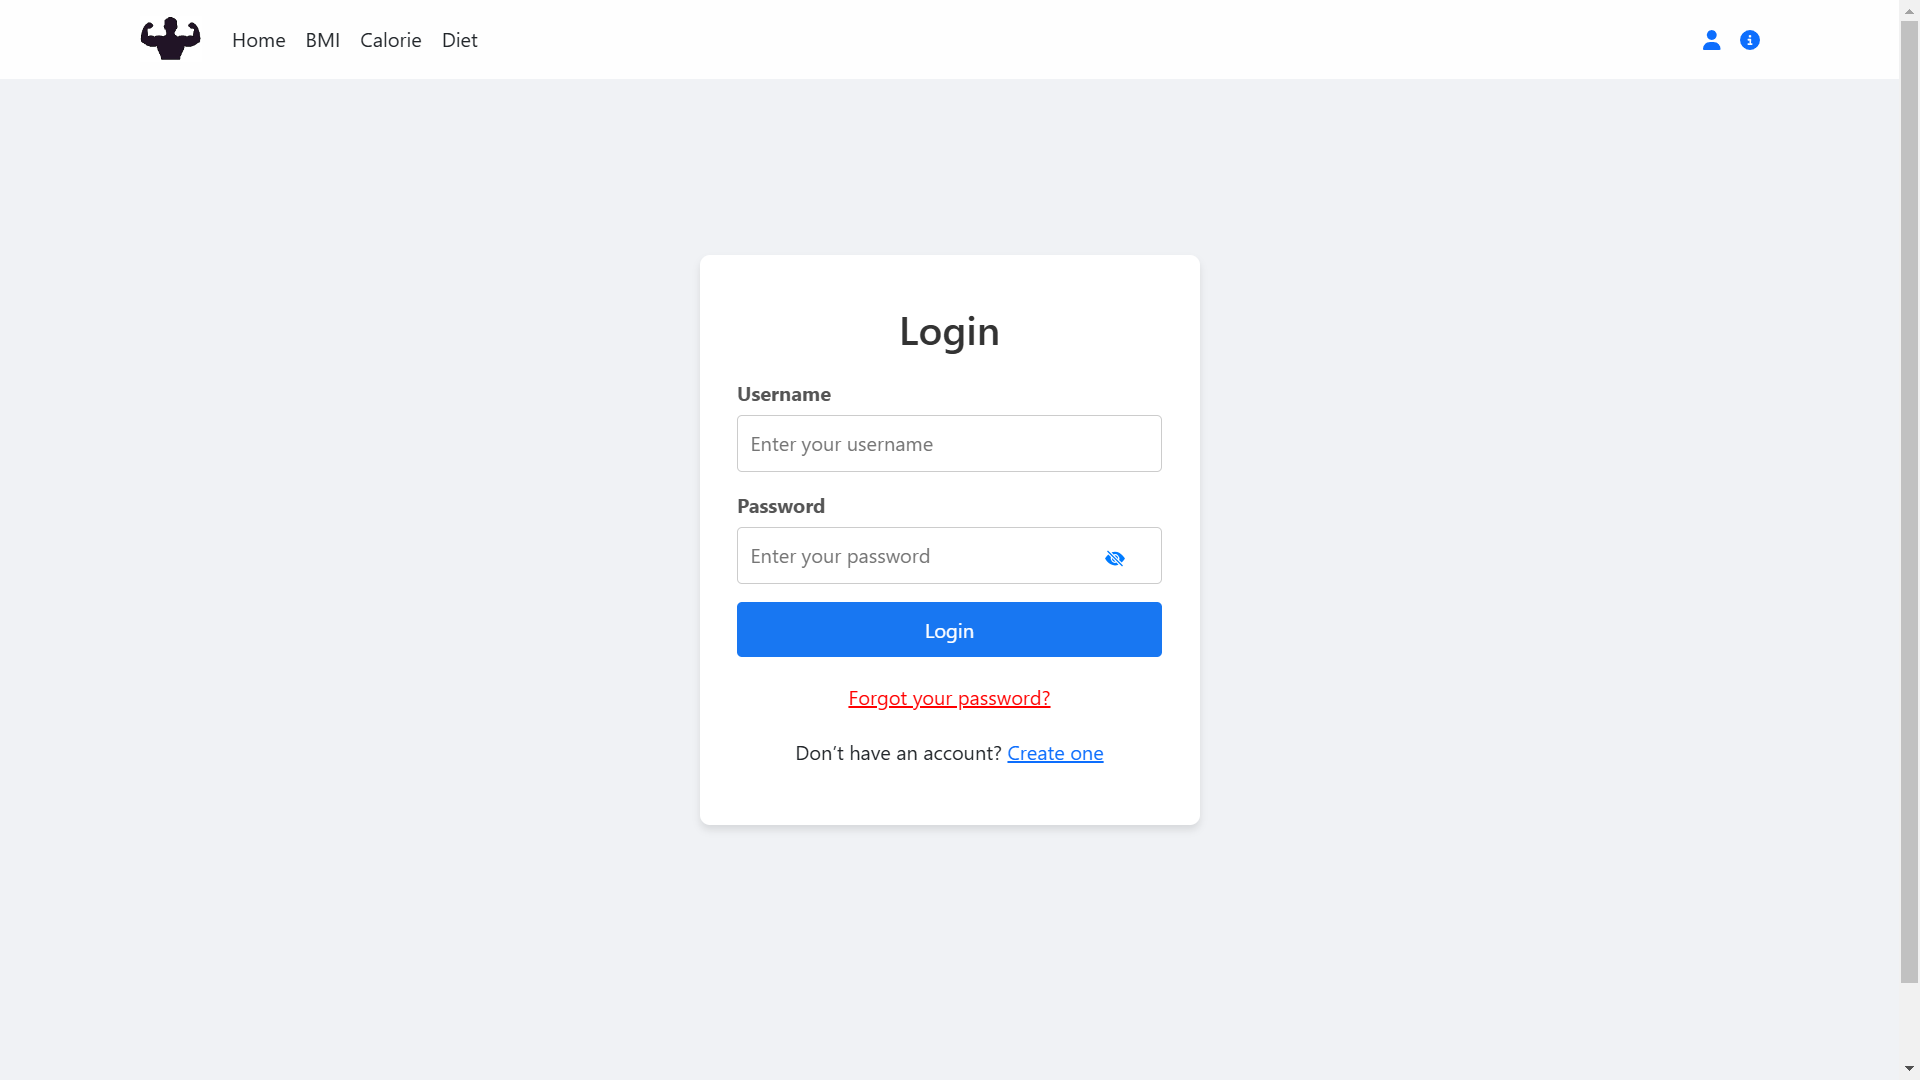 Home BMI Calorie Diet
Login
Username
Enter your username
Password
Enter your password
Login
Forgot your password?
Don’t have an account? Create one